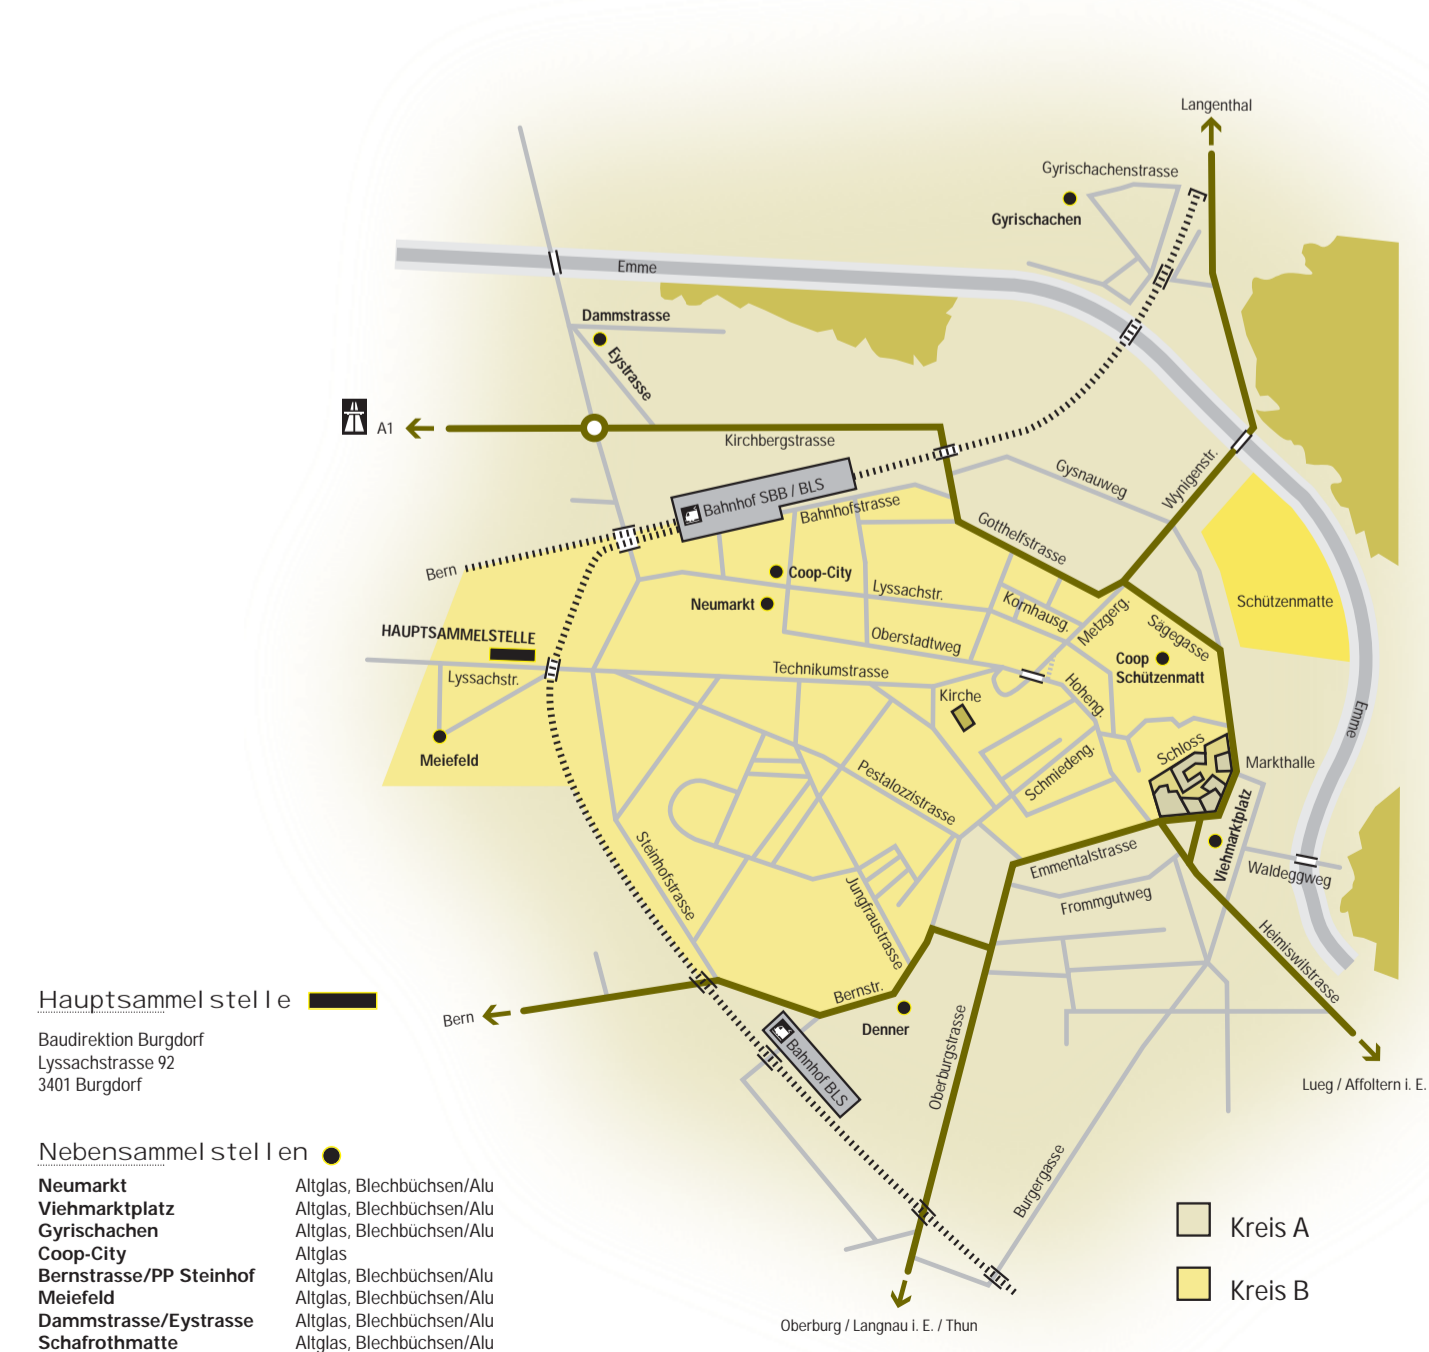 Langenthal
Gyrischachenstrasse
Gyrischachen
Emme
Dammstrasse
Eystrasse
A1
Kirchbergstrasse
Gysnauweg
Wynigenstr.
Bahnhof SBB / BLS
Bahnhofstrasse
Gotthelfstrasse
Bern
Coop-City
Lyssachstr.
Neumarkt
Kornhausg.
Metzgerg.
Schützenmatte
Sägegasse
HAUPTSAMMELSTELLE
Oberstadtweg
Coop
Schützenmatt
Technikumstrasse
Lyssachstr.
Kirche
Hoheng.
Emme
Meiefeld
Schloss
Markthalle
Schmiedeng.
Pestalozzistrasse
Viehmarktplatz
Steinhofstrasse
Emmentalstrasse
Waldeggweg
Jungfraustrasse
Frommgutweg
Heimiswilstrasse
Bernstr.
Bern
Denner
Bahnhof BLS
Oberburgstrasse
Lueg / Affoltern i. E.
Burgergasse
Oberburg / Langnau i. E. / Thun
Kreis A
Kreis B
Hauptsammelstelle
Baudirektion Burgdorf
Lyssachstrasse 92
3401 Burgdorf
Nebensammelstellen
Neumarkt Altglas, Blechbüchsen/Alu
Viehmarktplatz Altglas, Blechbüchsen/Alu
Gyrischachen Altglas, Blechbüchsen/Alu
Coop-City Altglas
Bernstrasse/PP Steinhof Altglas, Blechbüchsen/Alu
Meiefeld Altglas, Blechbüchsen/Alu
Dammstrasse/Eystrasse Altglas, Blechbüchsen/Alu
Schafrothmatte Altglas, Blechbüchsen/Alu